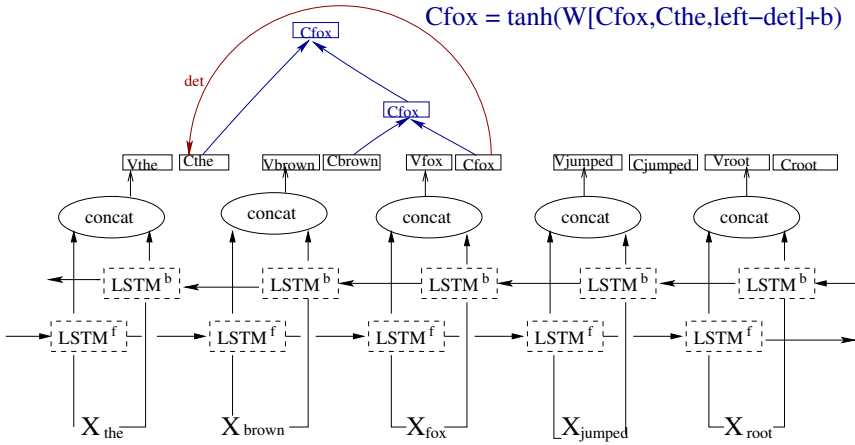 Cfox = tanh(W[Cfox,Cthe,left−det]+b)
Cfox
det
Cfox
Vthe Cthe Vbrown Cbrown Vfox Cfox Vjumped Cjumped Vroot Croot
concat concat concat concat concat
LSTM b LSTM b LSTM b LSTM b LSTM b
LSTM f LSTM f LSTM f LSTM f LSTM f
X the X brown X fox X jumped X root